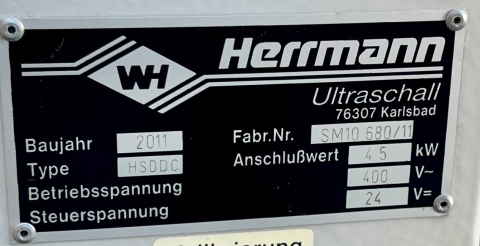 WH Herrmann
Ultraschall
76307 Karlsbad
Baujahr 2011 Fabr.Nr. SM10 680/11
Type HSDDC Anschlußwert 4.5 kW
Betriebsspannung 400 V~
Steuerspannung 24 V=